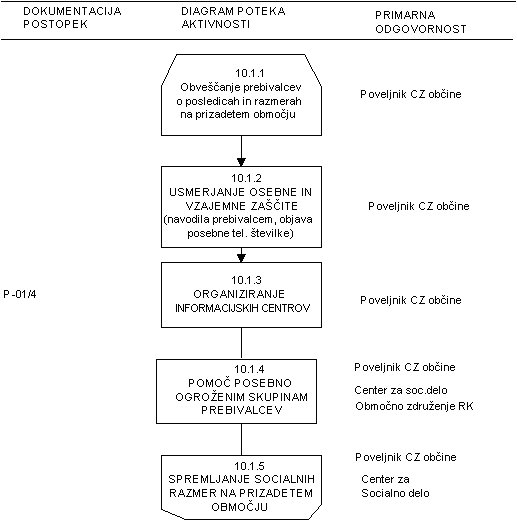 DOKUMENTACIJA
POSTOPEK
DIAGRAM POTEKA
AKTIVNOSTI
PRIMARNA
ODGOVORNOST
10.1.1
Obveščanje prebivalcev
o posledicah in razmerah
na prizadetem območju
Poveljnik CZ občine
10.1.2
USMERJANJE OSEBNE IN
VZAJEMNE ZAŠČITE
(navodila prebivalcem, objava
posebne tel. številke)
Poveljnik CZ občine
P-01/4
10.1.3
ORGANIZIRANJE
INFORMACIJSKIH CENTROV
Poveljnik CZ občine
10.1.4
POMOČ POSEBNO
OGROŽENIM SKUPINAM
PREBIVALCEV
Poveljnik CZ občine
Center za soc.delo
Območno združenje RK
10.1.5
SPREMLJANJE SOCIALNIH
RAZMER NA PRIZADETEM
OBMOČJU
Poveljnik CZ občine
Center za
Socialno delo